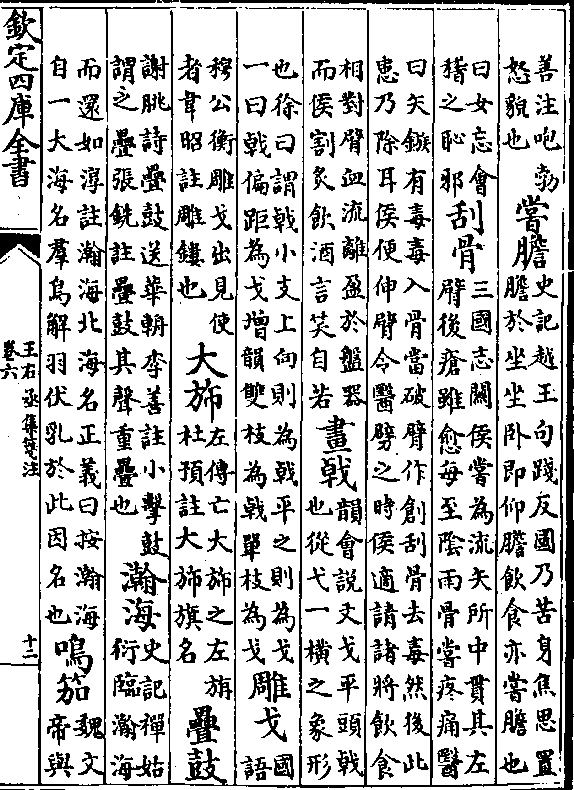 善注咆勃
怒貌也
嘗膽
史記越王句踐反國乃苦身焦思置
膽於坐坐卧即仰膽飲食亦嘗膽也
曰女忘會
稽之恥邪
刮骨
三國志關侯嘗為流矢所中貫其左
臂後瘡雖愈每至陰雨骨嘗疼痛醫
曰矢鏃有毒毒入骨當破臂作創刮骨去毒然後此
患乃除耳侯便伸臂令醫劈之時侯適請諸將飲食
相對臂血流離盈於盤器
而侯割炙飲酒言笑自若
畫戟
韻會説文戈平頭戟
也從弋一橫之象形
也徐曰謂戟小支上向則為戟平之則為戈
一曰戟偏距為戈增韻雙枝為戟單枝為戈
雕戈
國
語
穆公衡雕戈出見使
者韋昭註雕鏤也
大斾
左傳亡大斾之左旃
杜預註大斾旗名
疊鼓
謝朓詩疊鼓送華輈李善註小擊鼓
謂之疊張銑註疊鼓其聲重疊也
瀚海
史記禪姑
衍臨瀚海
而還如淳註瀚海北海名正義曰按瀚海
自一大海名羣鳥解羽伏乳於此因名也
鳴笳
魏文
帝與
欽定四庫全書
王右丞集箋注
卷六
十二